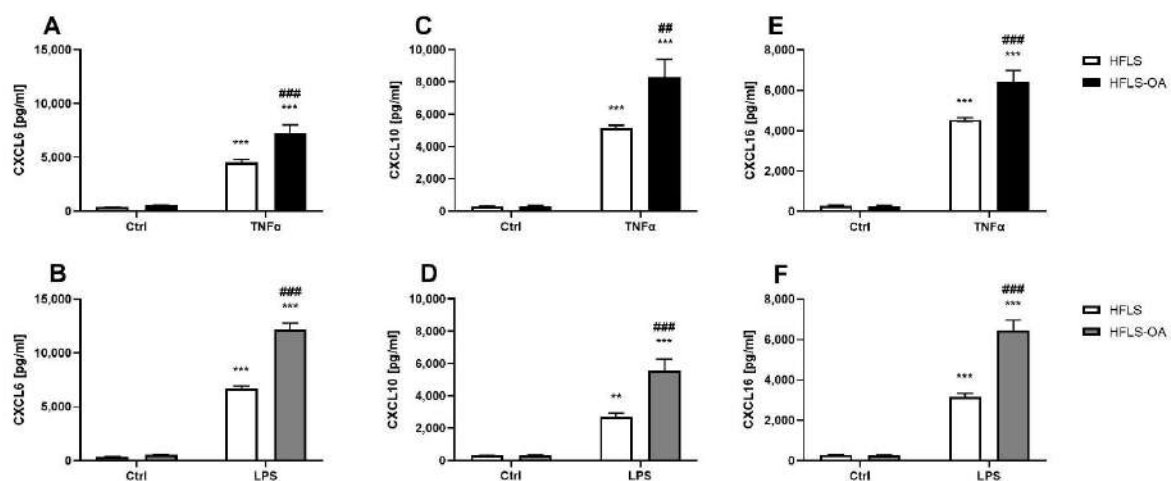 A
CXCL6 [pg/ml]
15,000
10,000
5,000
0
***
###
***
Ctrl
TNFα
C
CXCL10 [pg/ml]
10,000
8,000
6,000
4,000
2,000
0
***
##
***
Ctrl
TNFα
E
CXCL16 [pg/ml]
8,000
6,000
4,000
2,000
0
***
###
***
Ctrl
TNFα
HFLS
HFLS-OA
B
CXCL6 [pg/ml]
15,000
10,000
5,000
0
***
###
***
Ctrl
LPS
D
CXCL10 [pg/ml]
10,000
8,000
6,000
4,000
2,000
0
**
###
***
Ctrl
LPS
F
CXCL16 [pg/ml]
8,000
6,000
4,000
2,000
0
***
###
***
Ctrl
LPS
HFLS
HFLS-OA